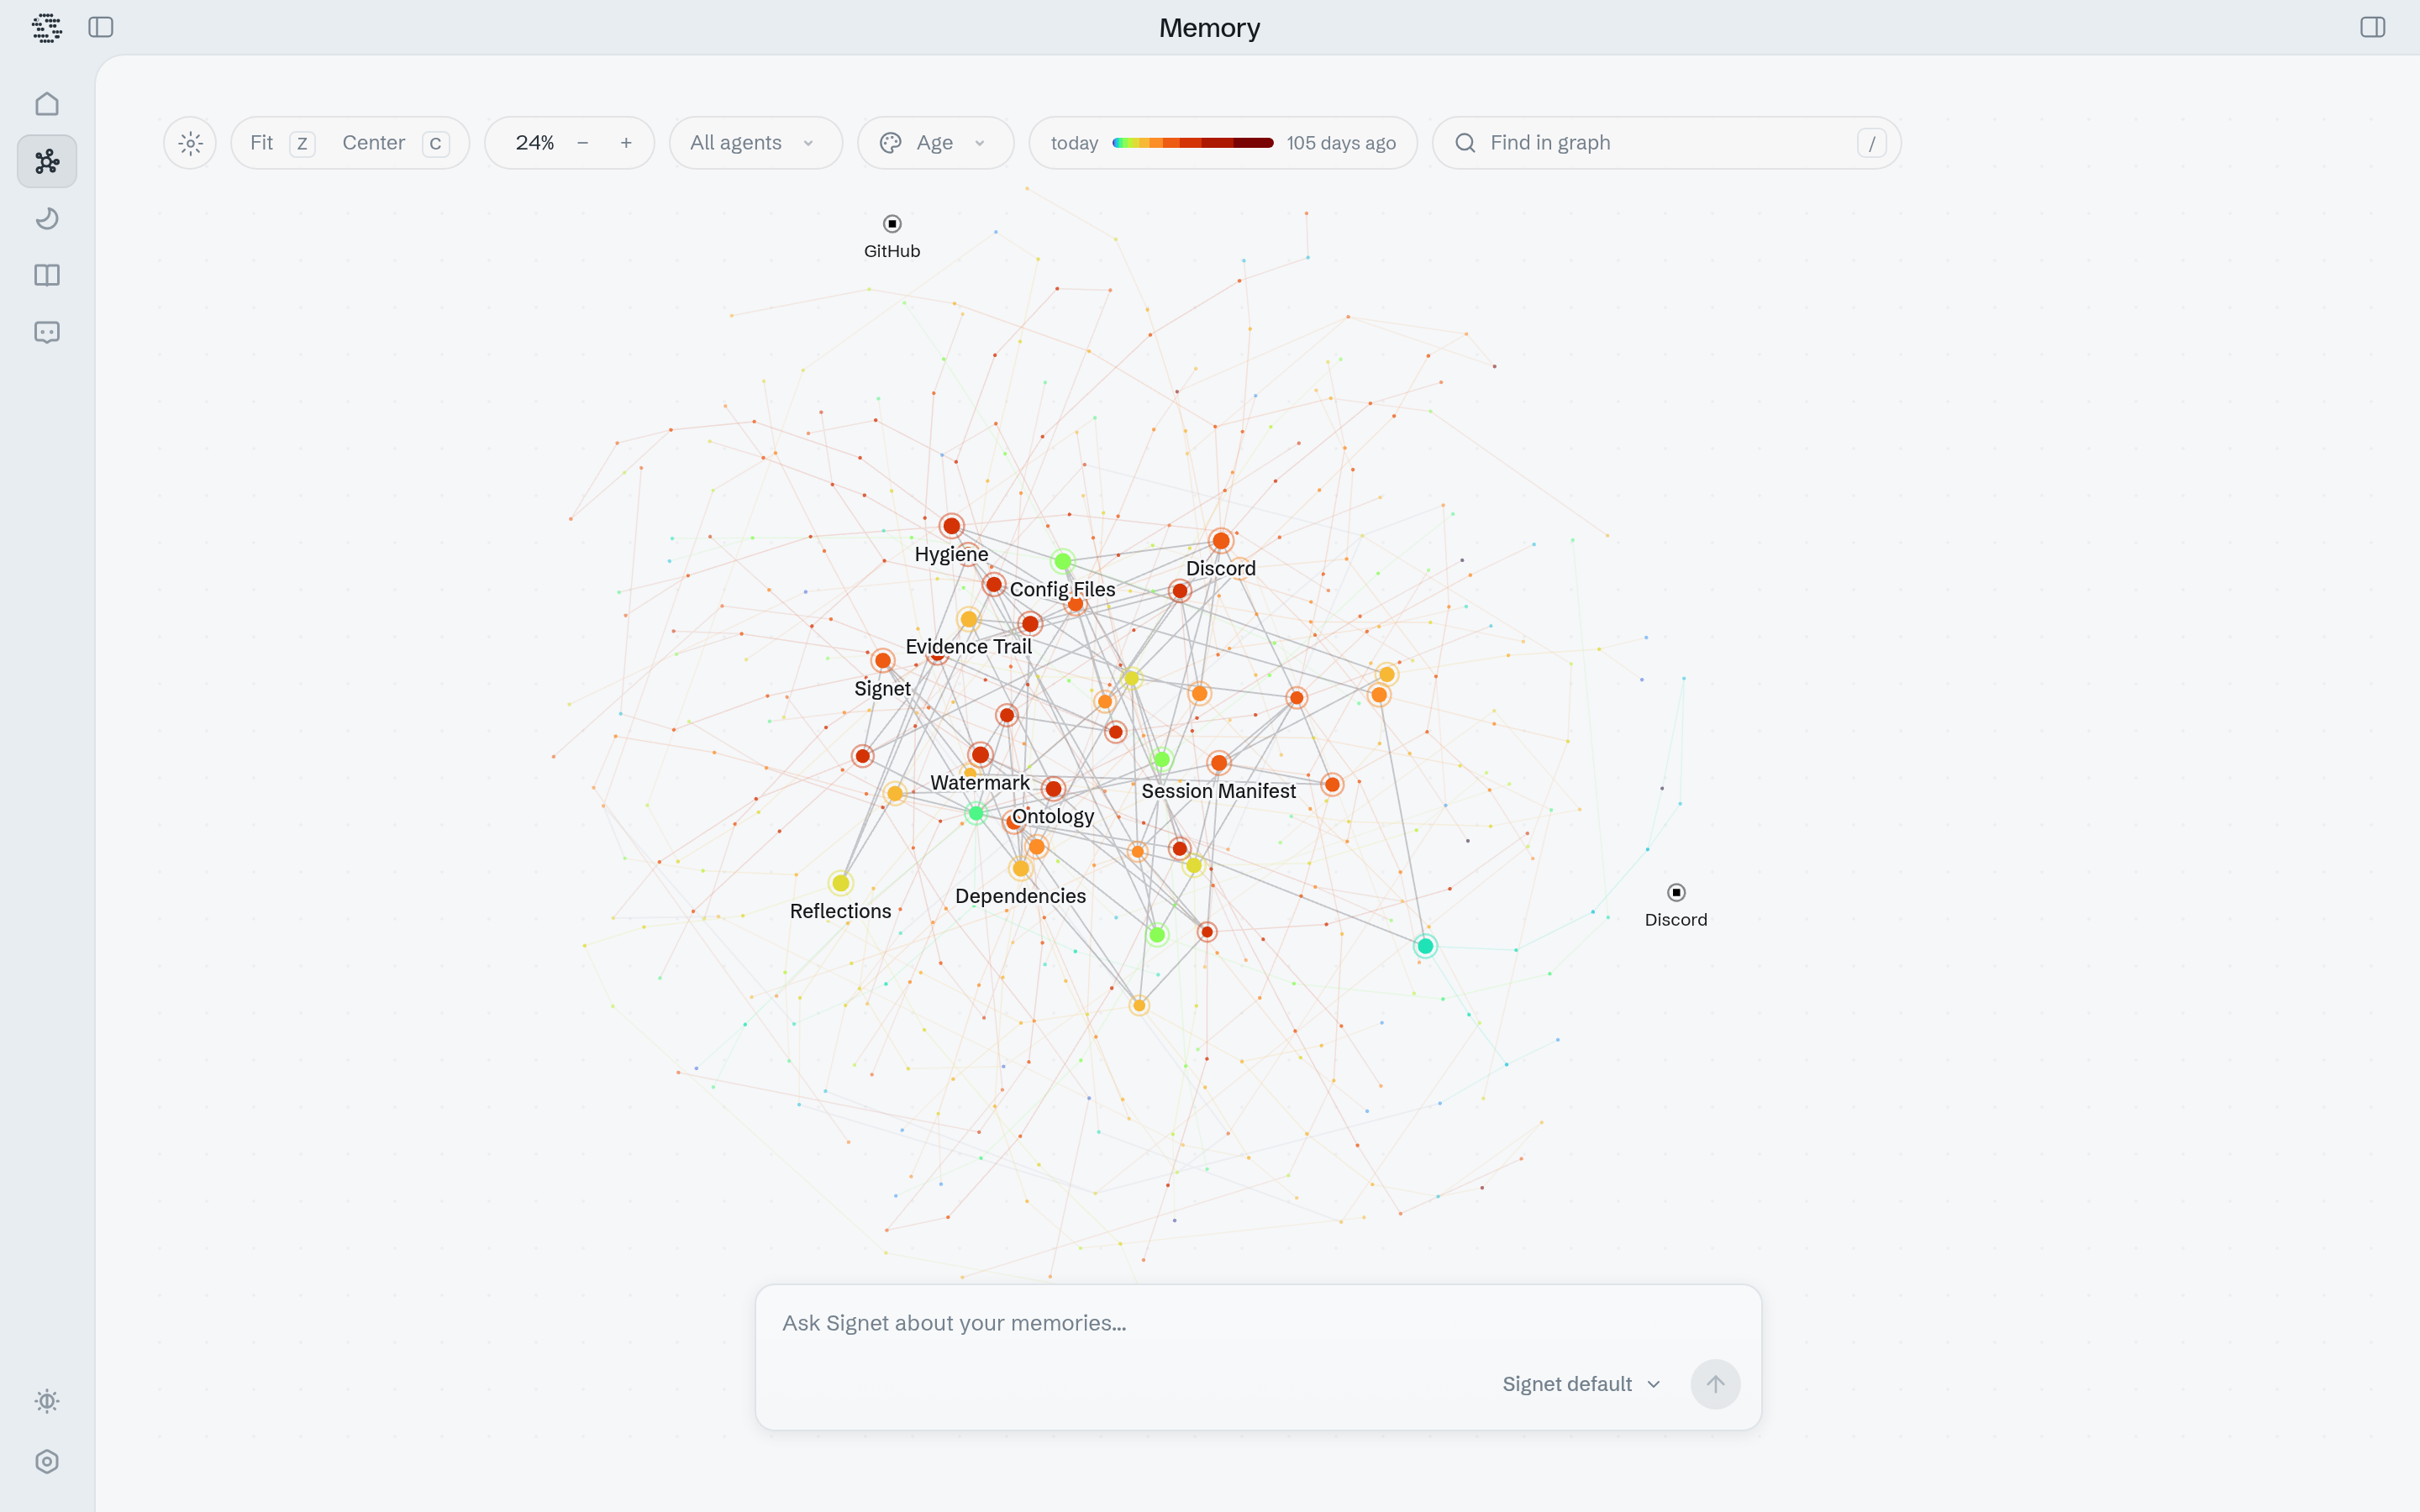 Memory
Fit Z Center C
24% − +
All agents
Age
today 105 days ago
Find in graph /
GitHub
Hygiene
Discord
Config Files
Evidence Trail
Signet
Watermark
Session Manifest
Ontology
Dependencies
Reflections
Discord
Ask Signet about your memories...
Signet default